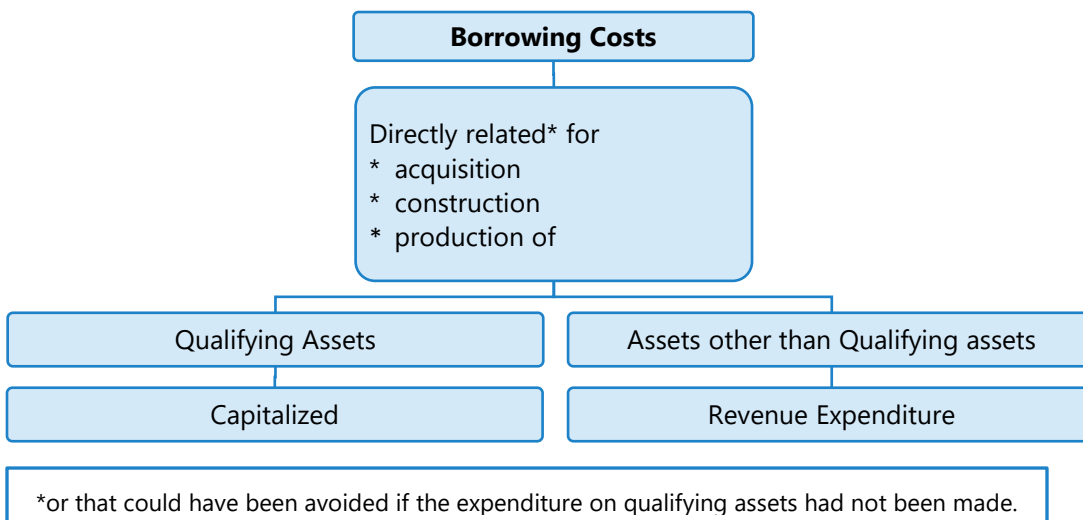 Borrowing Costs
Directly related* for
* acquisition
* construction
* production of
Qualifying Assets
Assets other than Qualifying assets
Capitalized
Revenue Expenditure
*or that could have been avoided if the expenditure on qualifying assets had not been made.